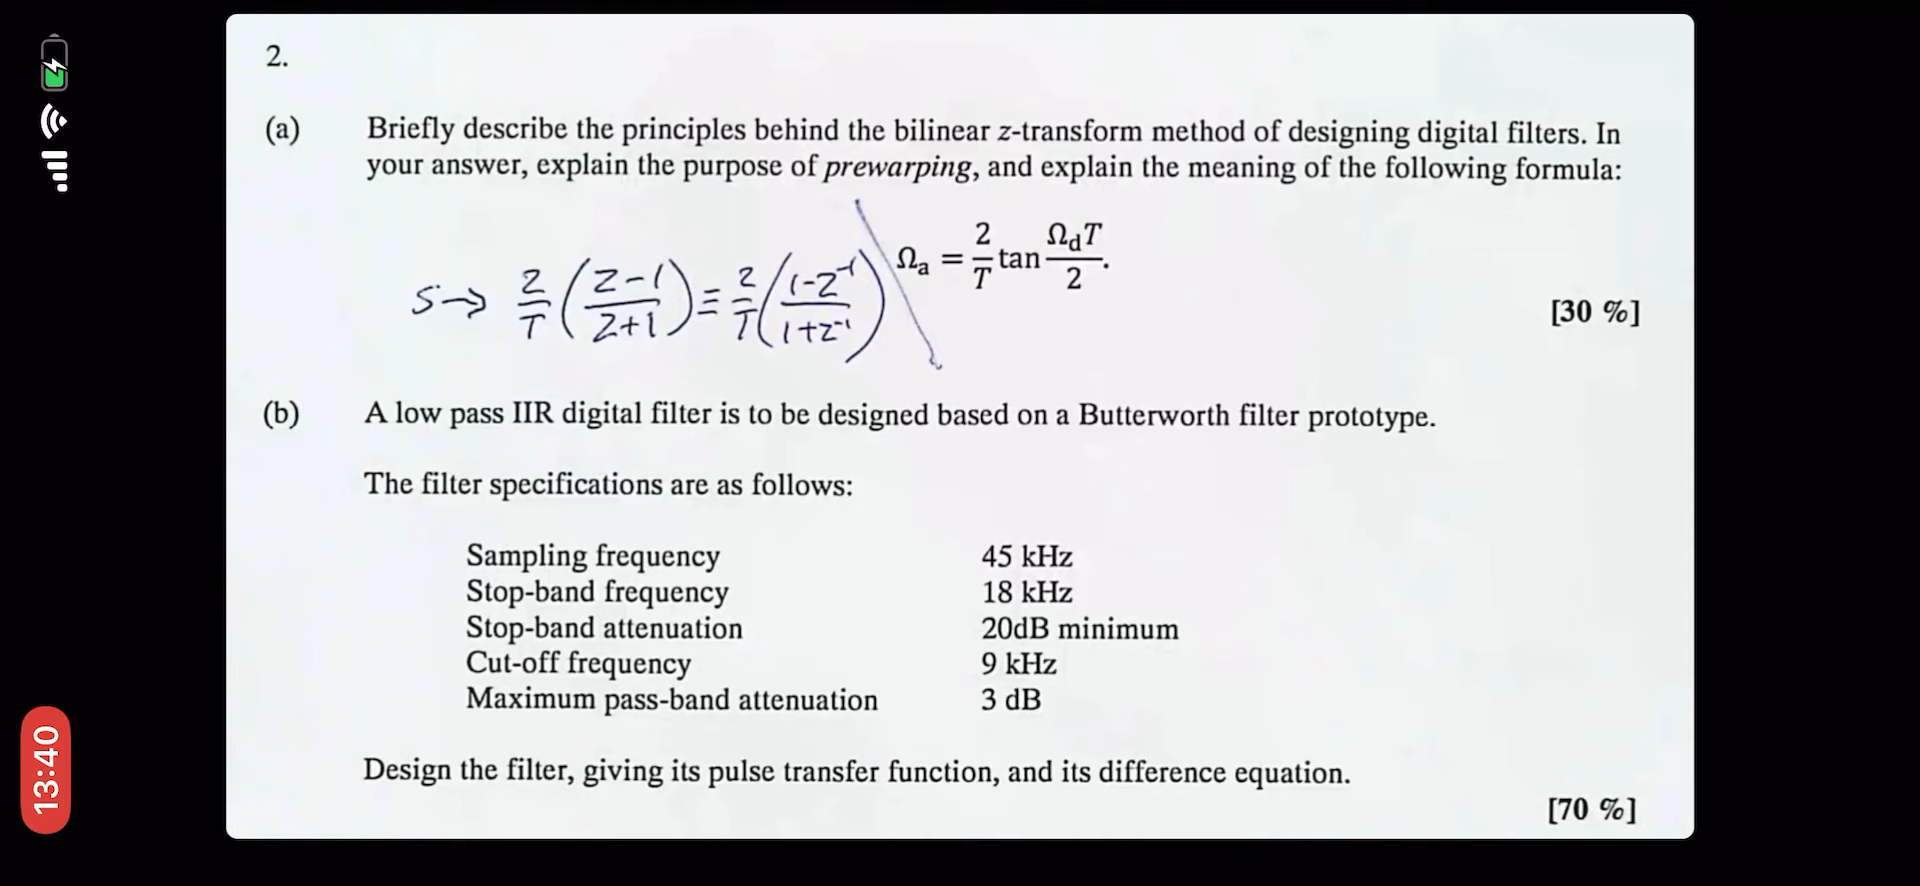 2.
(a) Briefly describe the principles behind the bilinear z-transform method of designing digital filters. In
your answer, explain the purpose of prewarping, and explain the meaning of the following formula:
Ωₐ = 2/T tan Ω_dT/2.
S→ 2/T (Z-1/Z+1) = 2/T (1-Z⁻¹/1+Z⁻¹)
[30 %]
(b) A low pass IIR digital filter is to be designed based on a Butterworth filter prototype.
The filter specifications are as follows:
Sampling frequency 45 kHz
Stop-band frequency 18 kHz
Stop-band attenuation 20dB minimum
Cut-off frequency 9 kHz
Maximum pass-band attenuation 3 dB
Design the filter, giving its pulse transfer function, and its difference equation.
[70 %]
13:40